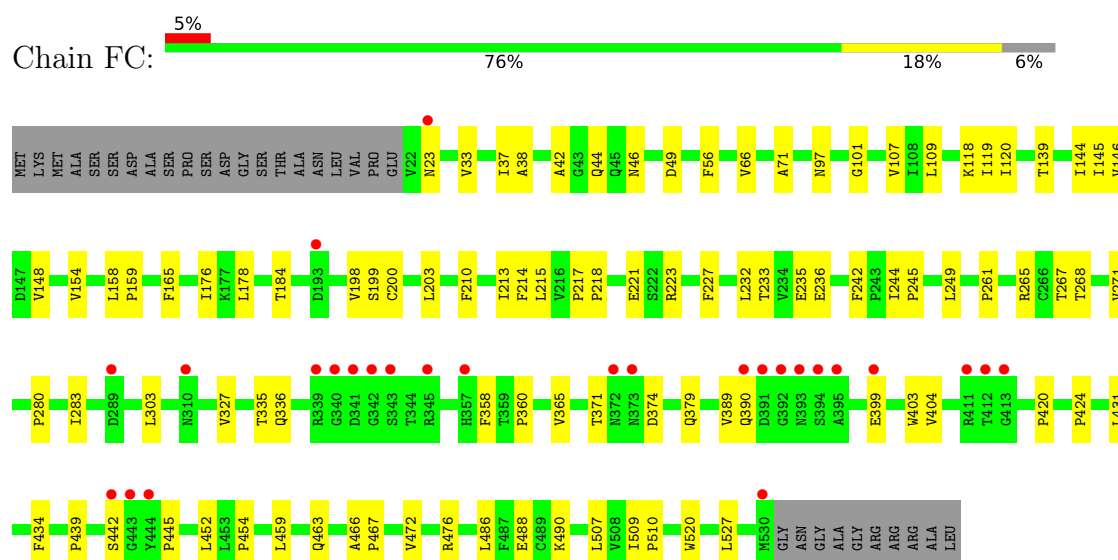 5%
Chain FC:
76% 18% 6%
MET LYS MET ALA SER SER ASP ALA SER PRO SER ASP GLY SER THR ALA ASN LEU VAL PRO GLU V22 N23 V33 I37 A38 A42 G43 Q44 Q45 N46 D49 F56 V66 A71 N97 G101 V107 I108 L109 K118 I119 I120 T139 I144 I145 V146
D147 V148 V154 L158 P159 F165 I176 K177 L178 T184 D193 V198 S199 C200 L203 F210 I213 F214 L215 V216 P217 P218 E221 S222 R223 F227 L232 T233 V234 E235 E236 F242 P243 I244 P245 L249 P261 R265 C266 T267 T268 V271
P280 I283 D289 L303 N310 V327 T335 Q336 R339 G340 D341 G342 S343 T344 R345 H357 F358 T359 P360 V365 T371 N372 N373 D374 Q379 V389 Q390 D391 G392 N393 S394 A395 E399 W403 V404 R411 T412 G413 P420 P424 L431
F434 P439 S442 G443 Y444 P445 L452 L453 P454 L459 Q463 A466 P467 V472 R476 L486 F487 E488 C489 K490 L507 V508 I509 P510 W520 L527 M530 GLY ASN GLY ALA GLY ARG ARG ARG ALA LEU